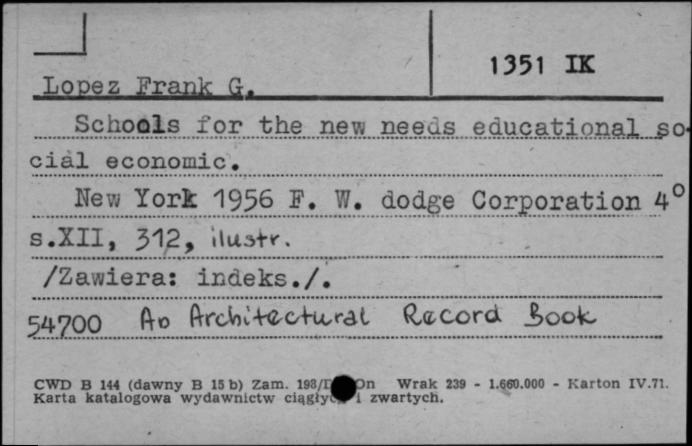 1351 IK
Lopez Frank G.
Schools for the new needs educational so-
cial economic.
New York 1956 F. W. dodge Corporation 4°
s.XII, 312, ilustr.
/Zawiera: indeks./.
54700 An Architectural Record Book
CWD B 144 (dawny B 15 b) Zam. 198/ Wrak 239 - 1.660.000 - Karton IV.71.
Karta katalogowa wydawnictw i zwartych.